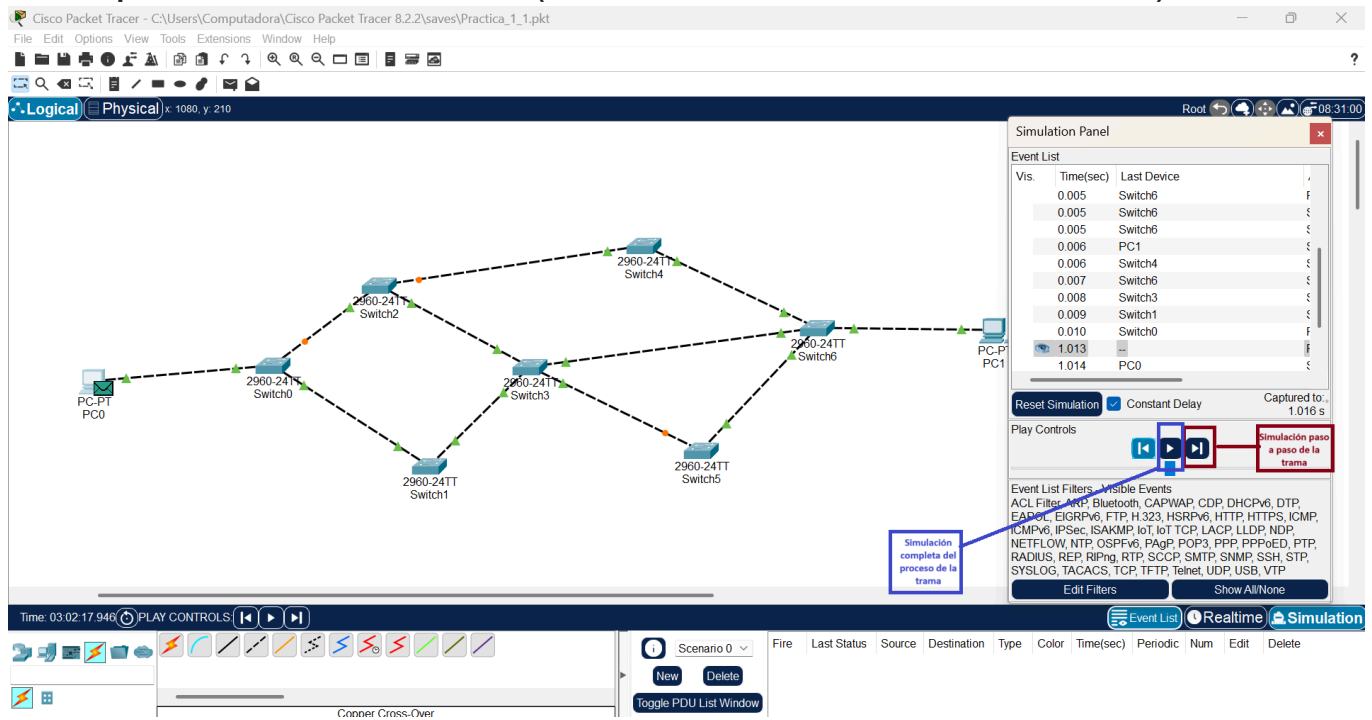 Cisco Packet Tracer - C:\Users\Computadora\Cisco Packet Tracer 8.2.2\saves\Practica_1_1.pkt
File Edit Options View Tools Extensions Window Help
?
Logical Physical x: 1080, y: 210
Root 08:31:00
2960-24TT
Switch4
2960-24TT
Switch2
2960-24TT
Switch6
PC-PT
PC1
2960-24TT
Switch0
2960-24TT
Switch3
PC-PT
PC0
2960-24TT
Switch5
2960-24TT
Switch1
Simulation Panel
Event List
Vis. Time(sec) Last Device
0.005 Switch6
0.005 Switch6
0.005 Switch6
0.006 PC1
0.006 Switch4
0.007 Switch6
0.008 Switch3
0.009 Switch1
0.010 Switch0
1.013 --
1.014 PC0
Reset Simulation Constant Delay Captured to:
1.016 s
Play Controls
Simulación paso
a paso de la
trama
Simulación
completa del
proceso de la
trama
Event List Filters - Visible Events
ACL Filter, ARP, Bluetooth, CAPWAP, CDP, DHCPv6, DTP,
EAPOL, EIGRPv6, FTP, H.323, HSRPv6, HTTP, HTTPS, ICMP,
ICMPv6, IPSec, ISAKMP, IoT, IoT TCP, LACP, LLDP, NDP,
NETFLOW, NTP, OSPFv6, PAgP, POP3, PPP, PPPoED, PTP,
RADIUS, REP, RIPng, RTP, SCCP, SMTP, SNMP, SSH, STP,
SYSLOG, TACACS, TCP, TFTP, Telnet, UDP, USB, VTP
Edit Filters Show All/None
Time: 03:02:17.946 PLAY CONTROLS:
Event List Realtime Simulation
Scenario 0
New Delete
Toggle PDU List Window
Fire Last Status Source Destination Type Color Time(sec) Periodic Num Edit Delete
Copper Cross-Over